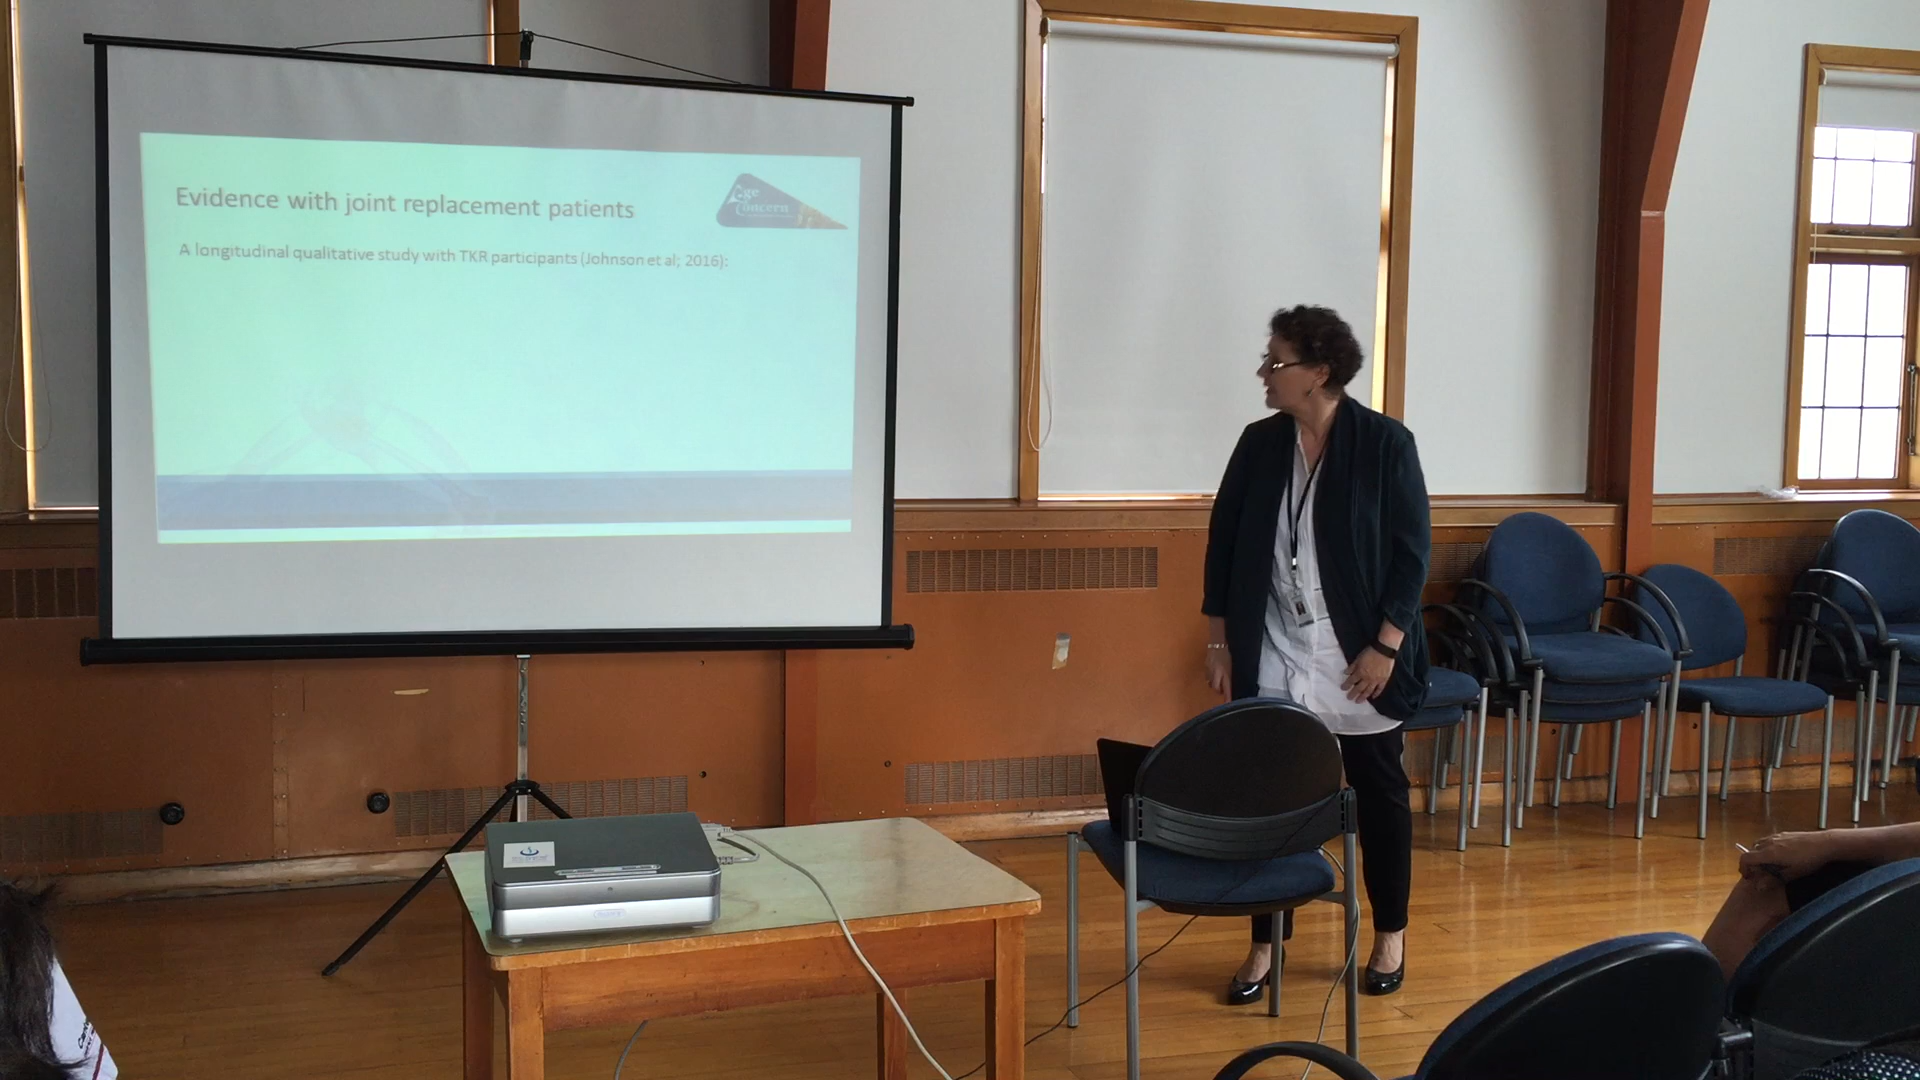 Evidence with joint replacement patients
Age
Concern
A longitudinal qualitative study with TKR participants (Johnson et al; 2016):